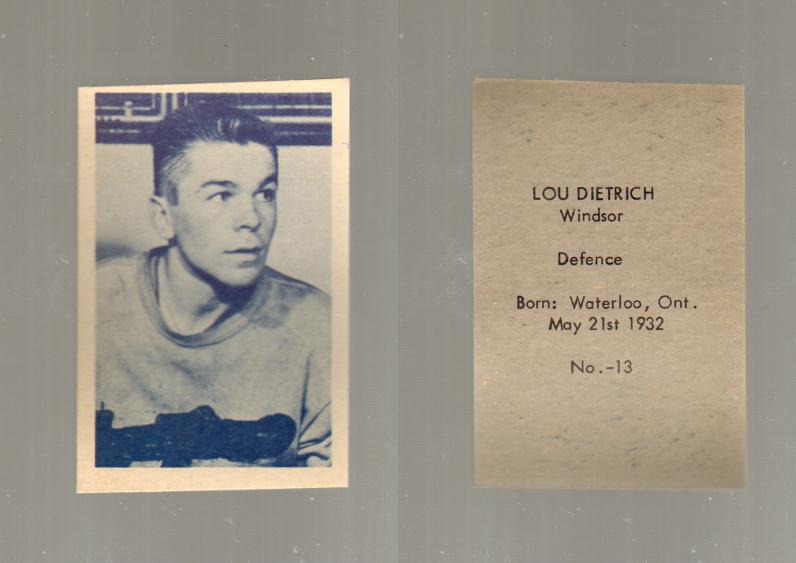 LOU DIETRICH
Windsor
Defence
Born: Waterloo, Ont.
May 21st 1932
No.-13